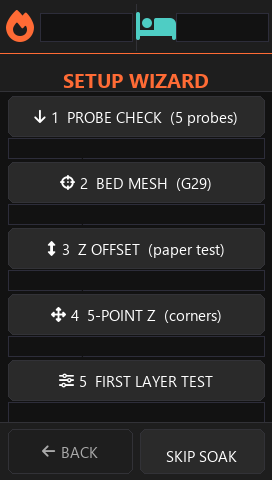 SETUP WIZARD
1 PROBE CHECK (5 probes)
2 BED MESH (G29)
3 Z OFFSET (paper test)
4 5-POINT Z (corners)
5 FIRST LAYER TEST
BACK
SKIP SOAK